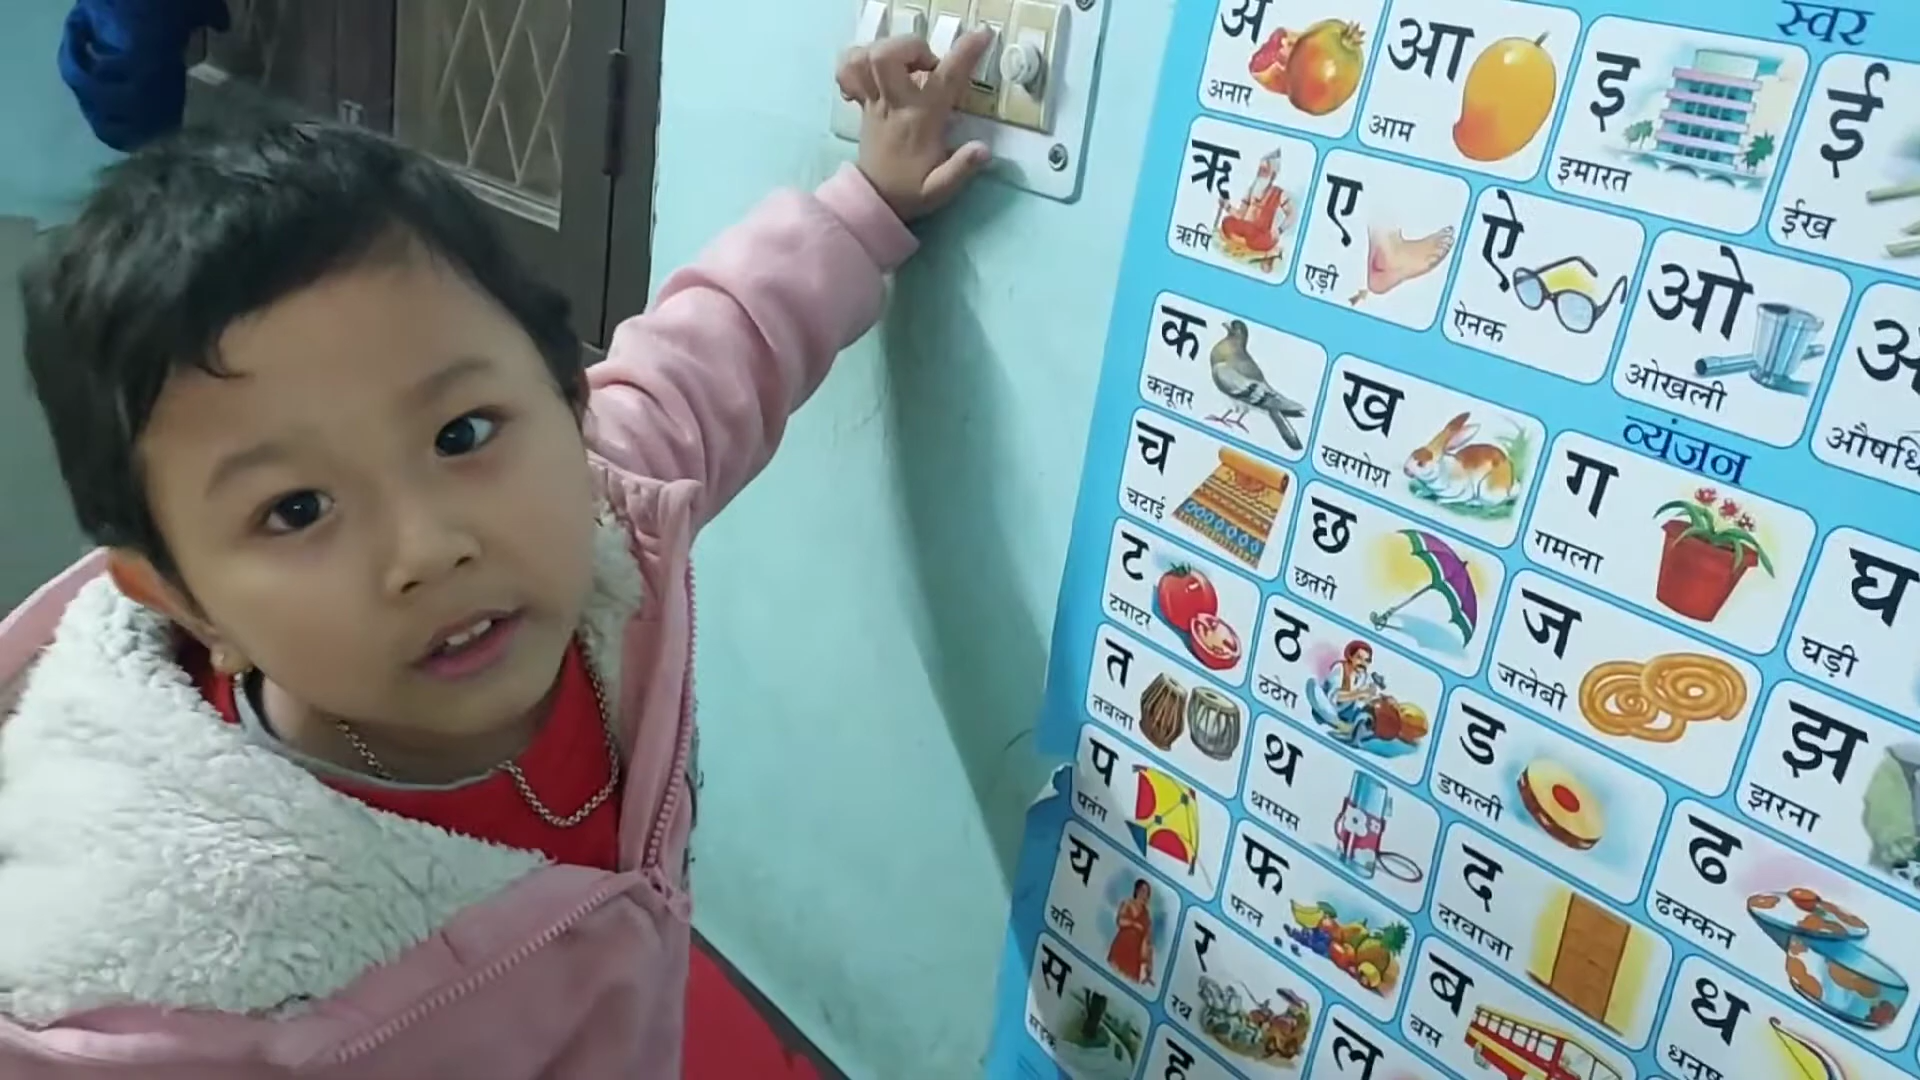 स्वर
अ
अनार
आ
आम
इ
इमारत
ई
ईख
ऋ
ऋषि
ए
एड़ी
ऐ
ऐनक
ओ
ओखली
व्यंजन
क
कबूतर
ख
खरगोश
ग
गमला
घ
घड़ी
च
चटाई
छ
छतरी
ज
जलेबी
झ
झरना
ट
टमाटर
ठ
ठठेरा
ड
डफली
ढ
ढक्कन
त
तबला
थ
थरमस
द
दरवाजा
ध
धनुष
प
पतंग
फ
फल
ब
बस
य
यति
र
रथ
ल
स
ह